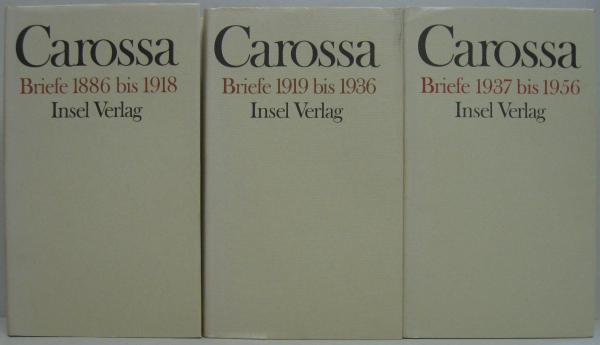 Carossa
Briefe 1886 bis 1918
Insel Verlag
Carossa
Briefe 1919 bis 1936
Insel Verlag
Carossa
Briefe 1937 bis 1956
Insel Verlag